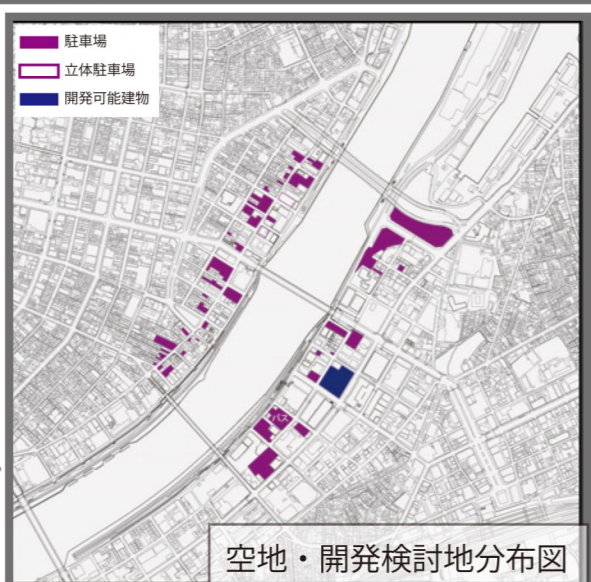 駐車場
立体駐車場
開発可能建物
バス
空地・開発検討地分布図